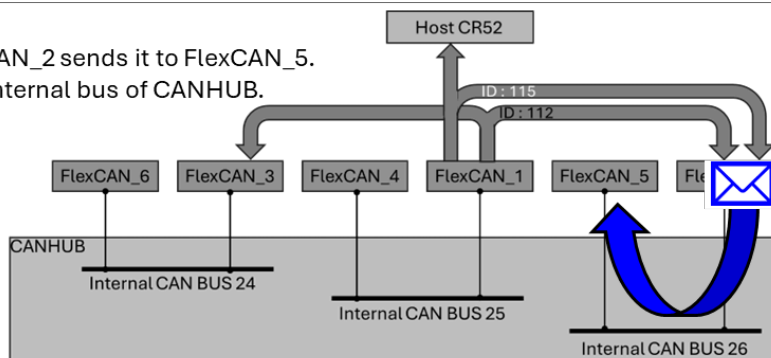 Host CR52
AN_2 sends it to FlexCAN_5.
nternal bus of CANHUB.
ID : 115
ID : 112
FlexCAN_6
FlexCAN_3
FlexCAN_4
FlexCAN_1
FlexCAN_5
Fle
CANHUB
Internal CAN BUS 24
Internal CAN BUS 25
Internal CAN BUS 26